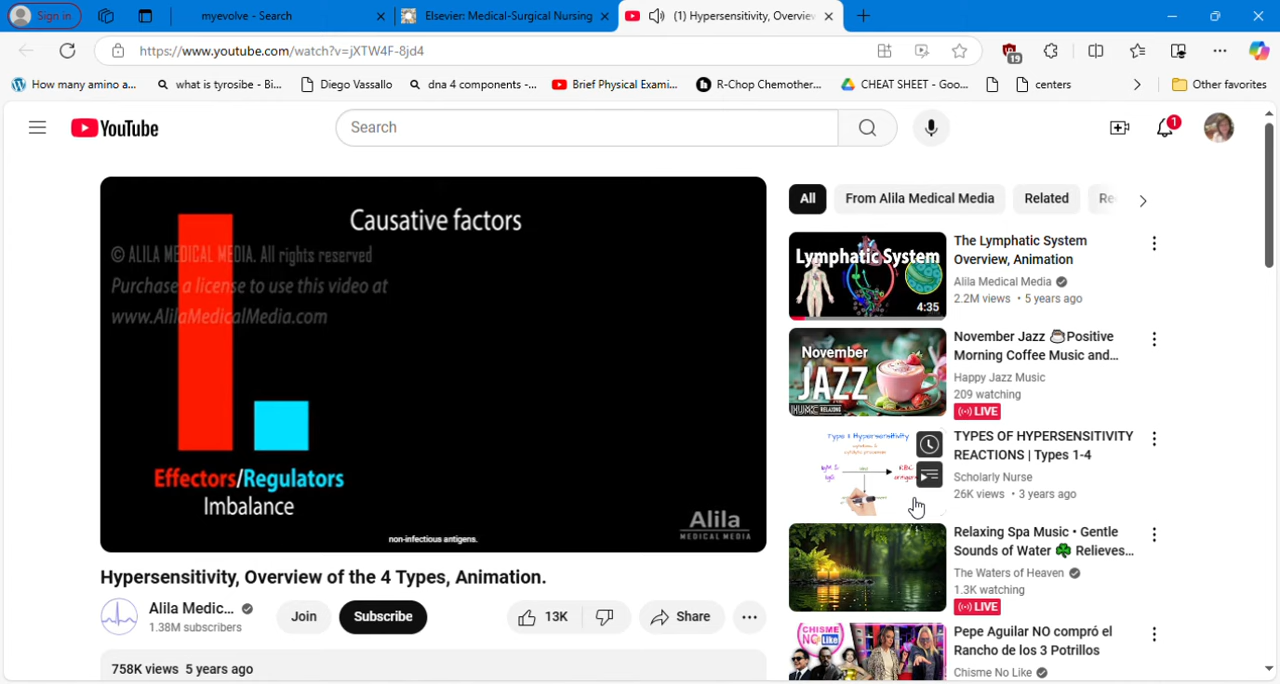 Sign in
myevolve - Search
Elsevier: Medical-Surgical Nursing
(1) Hypersensitivity, Overview
https://www.youtube.com/watch?v=jXTW4F-8jd4
19
How many amino a...
what is tyrosibe - Bi...
Diego Vassallo
dna 4 components -...
Brief Physical Exami...
R-Chop Chemother...
CHEAT SHEET - Goo...
centers
Other favorites
YouTube
Search
1
Causative factors
© ALILA MEDICAL MEDIA. All rights reserved
Purchase a license to use this video at
www.AlilaMedicalMedia.com
Effectors/Regulators
Imbalance
non-infectious antigens.
Alila
MEDICAL MEDIA
Hypersensitivity, Overview of the 4 Types, Animation.
Alila Medic...
1.38M subscribers
Join
Subscribe
13K
Share
758K views 5 years ago
All
From Alila Medical Media
Related
Re
Lymphatic System
4:35
The Lymphatic System
Overview, Animation
Alila Medical Media
2.2M views • 5 years ago
November
JAZZ
November Jazz ☕Positive
Morning Coffee Music and...
Happy Jazz Music
209 watching
LIVE
TYPES OF HYPERSENSITIVITY
REACTIONS | Types 1-4
Scholarly Nurse
26K views • 3 years ago
Relaxing Spa Music • Gentle
Sounds of Water ☘ Relieves...
The Waters of Heaven
1.3K watching
LIVE
CHISME
NO Like
Pepe Aguilar NO compró el
Rancho de los 3 Potrillos
Chisme No Like